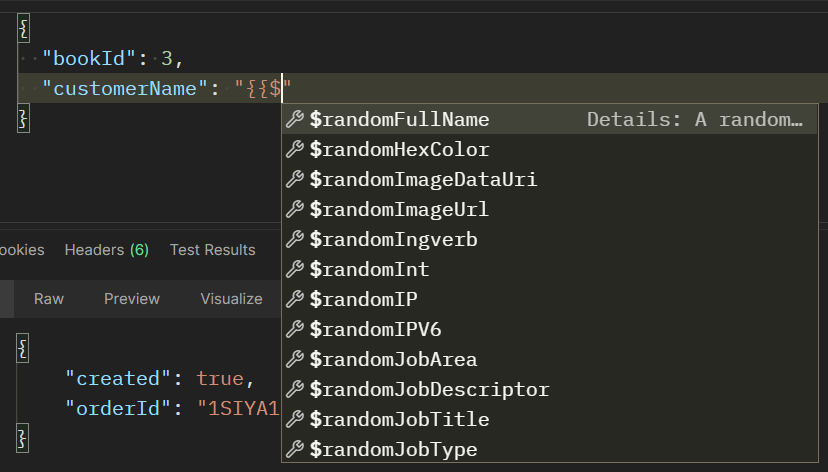 {
"bookId": 3,
"customerName": "{{$"
}
$randomFullName Details: A random…
$randomHexColor
$randomImageDataUri
$randomImageUrl
$randomIngverb
$randomInt
$randomIP
$randomIPV6
$randomJobArea
$randomJobDescriptor
$randomJobTitle
$randomJobType
ookies Headers (6) Test Results
Raw Preview Visualize
{
"created": true,
"orderId": "1SIYA1
}